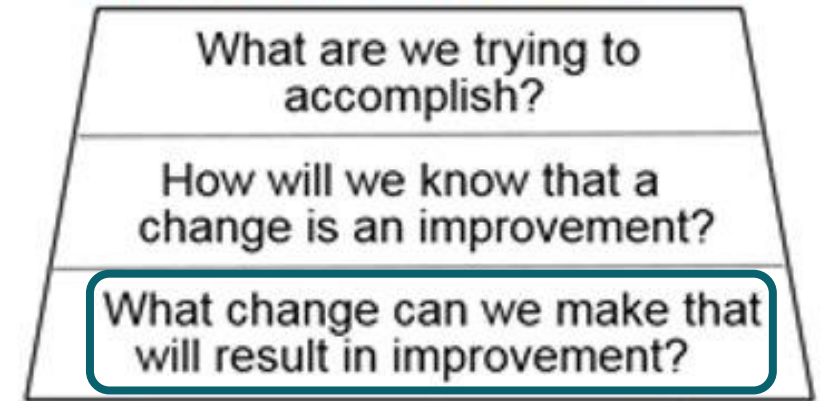 What are we trying to
accomplish?
How will we know that a
change is an improvement?
What change can we make that
will result in improvement?